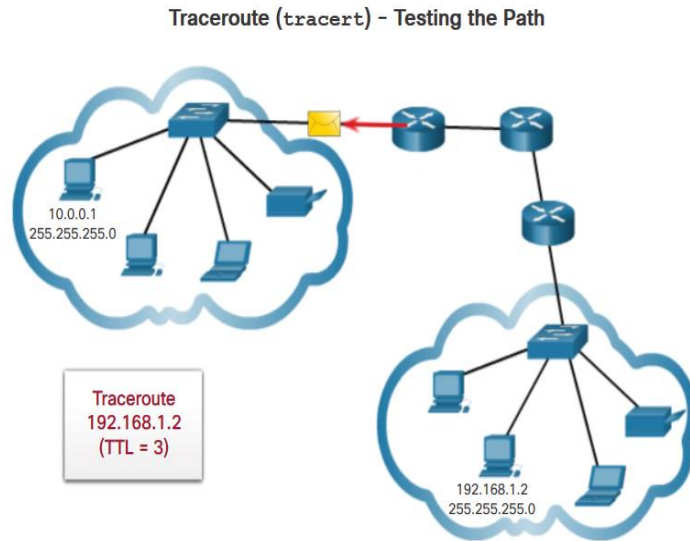 Traceroute (tracert) – Testing the Path
10.0.0.1
255.255.255.0
Traceroute
192.168.1.2
(TTL = 3)
192.168.1.2
255.255.255.0